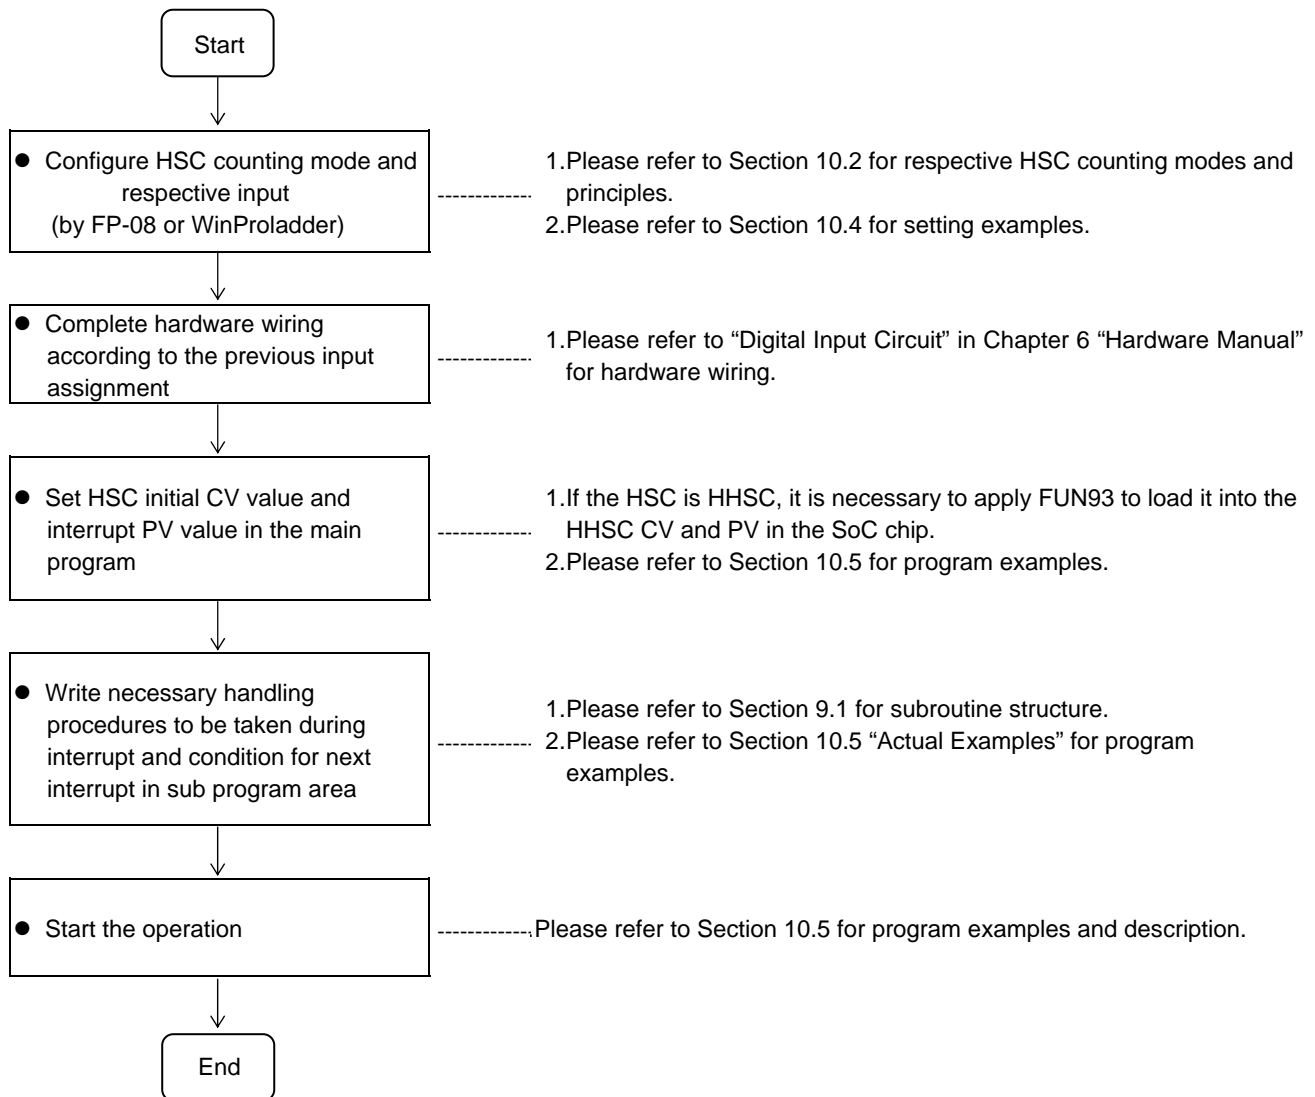 Start
● Configure HSC counting mode and
respective input
(by FP-08 or WinProladder)
1.Please refer to Section 10.2 for respective HSC counting modes and
principles.
2.Please refer to Section 10.4 for setting examples.
● Complete hardware wiring
according to the previous input
assignment
1.Please refer to “Digital Input Circuit” in Chapter 6 “Hardware Manual”
for hardware wiring.
● Set HSC initial CV value and
interrupt PV value in the main
program
1.If the HSC is HHSC, it is necessary to apply FUN93 to load it into the
HHSC CV and PV in the SoC chip.
2.Please refer to Section 10.5 for program examples.
● Write necessary handling
procedures to be taken during
interrupt and condition for next
interrupt in sub program area
1.Please refer to Section 9.1 for subroutine structure.
2.Please refer to Section 10.5 “Actual Examples” for program
examples.
● Start the operation
Please refer to Section 10.5 for program examples and description.
End